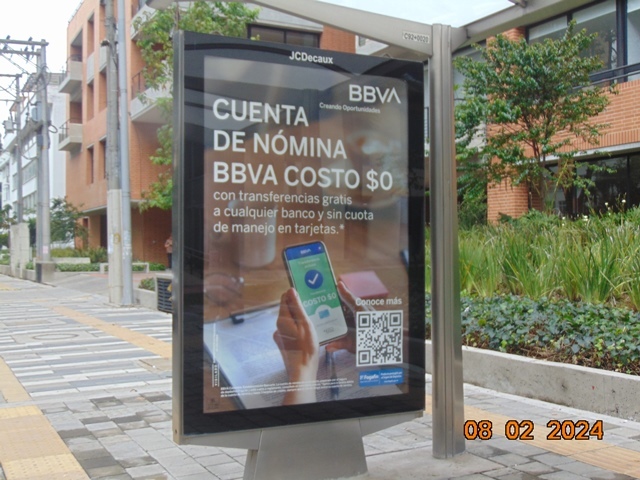 JCDecaux
BBVA
Creando Oportunidades
CUENTA
DE NÓMINA
BBVA COSTO $0
con transferencias gratis
a cualquier banco y sin cuota
de manejo en tarjetas.*
COSTO $0
Conoce más
08 02 2024